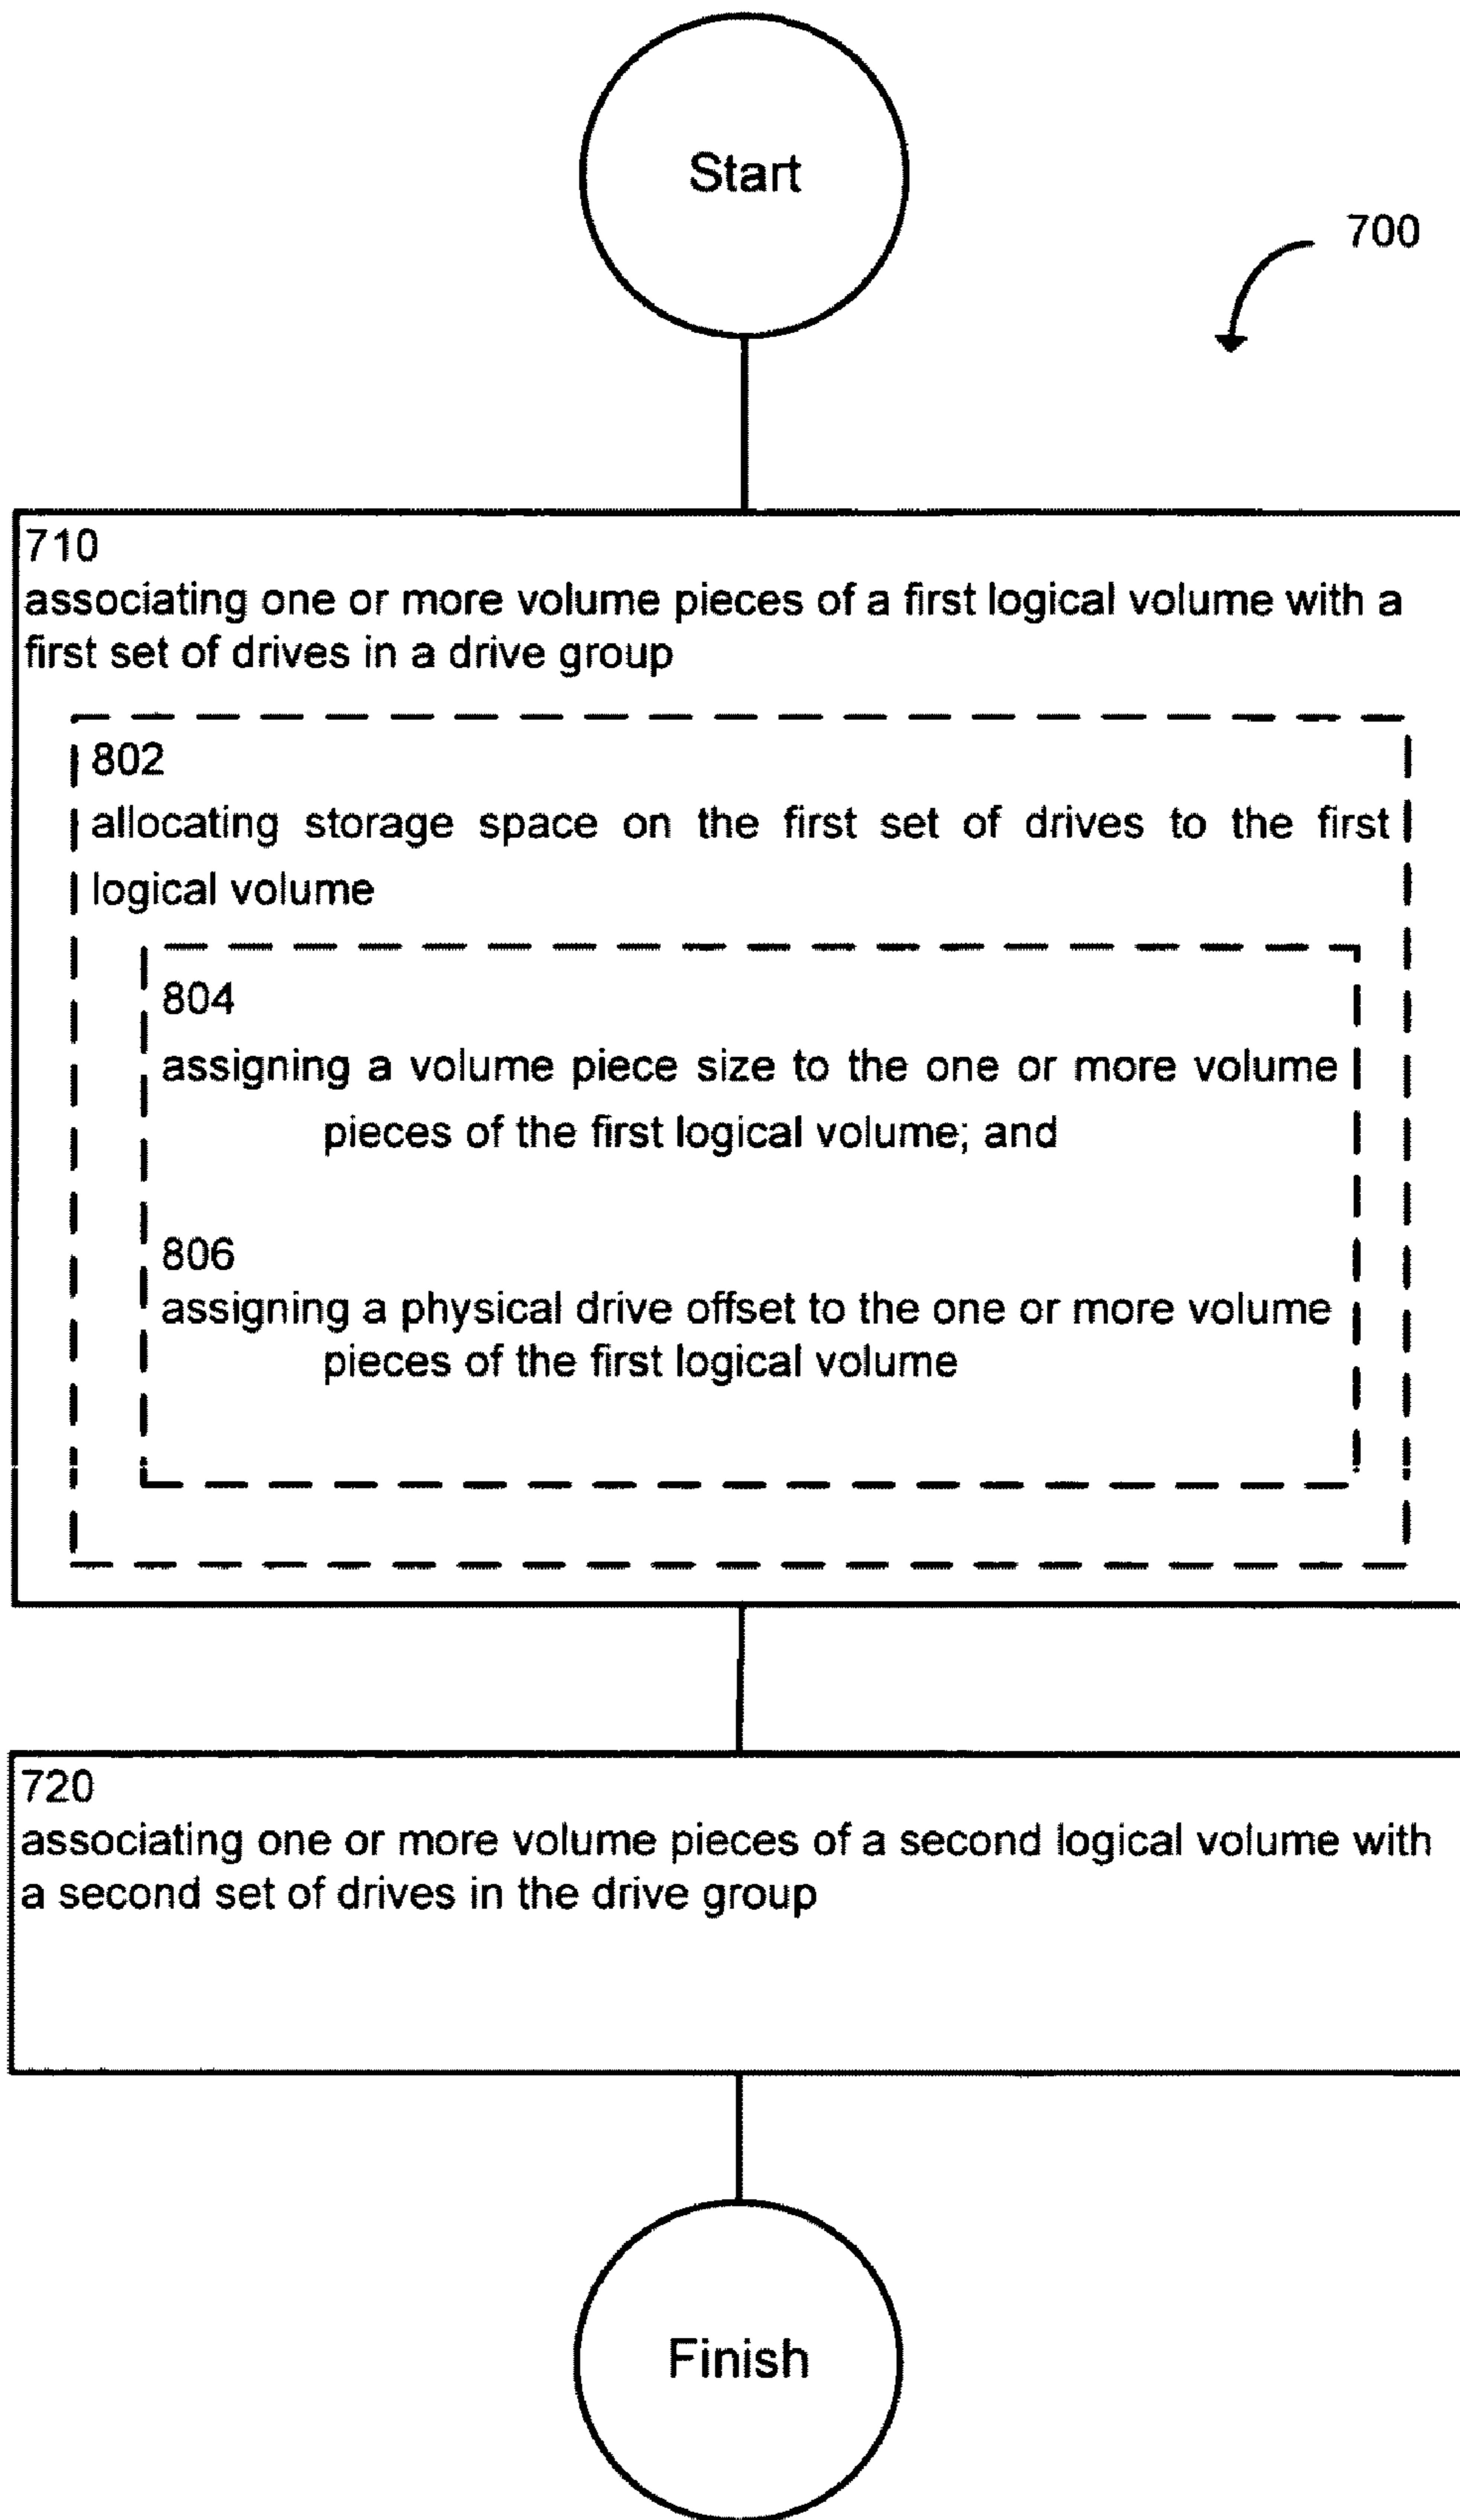 Start
700
710
associating one or more volume pieces of a first logical volume with a
first set of drives in a drive group
802
allocating storage space on the first set of drives to the first
logical volume
804
assigning a volume piece size to the one or more volume
pieces of the first logical volume; and
806
assigning a physical drive offset to the one or more volume
pieces of the first logical volume
720
associating one or more volume pieces of a second logical volume with
a second set of drives in the drive group
Finish